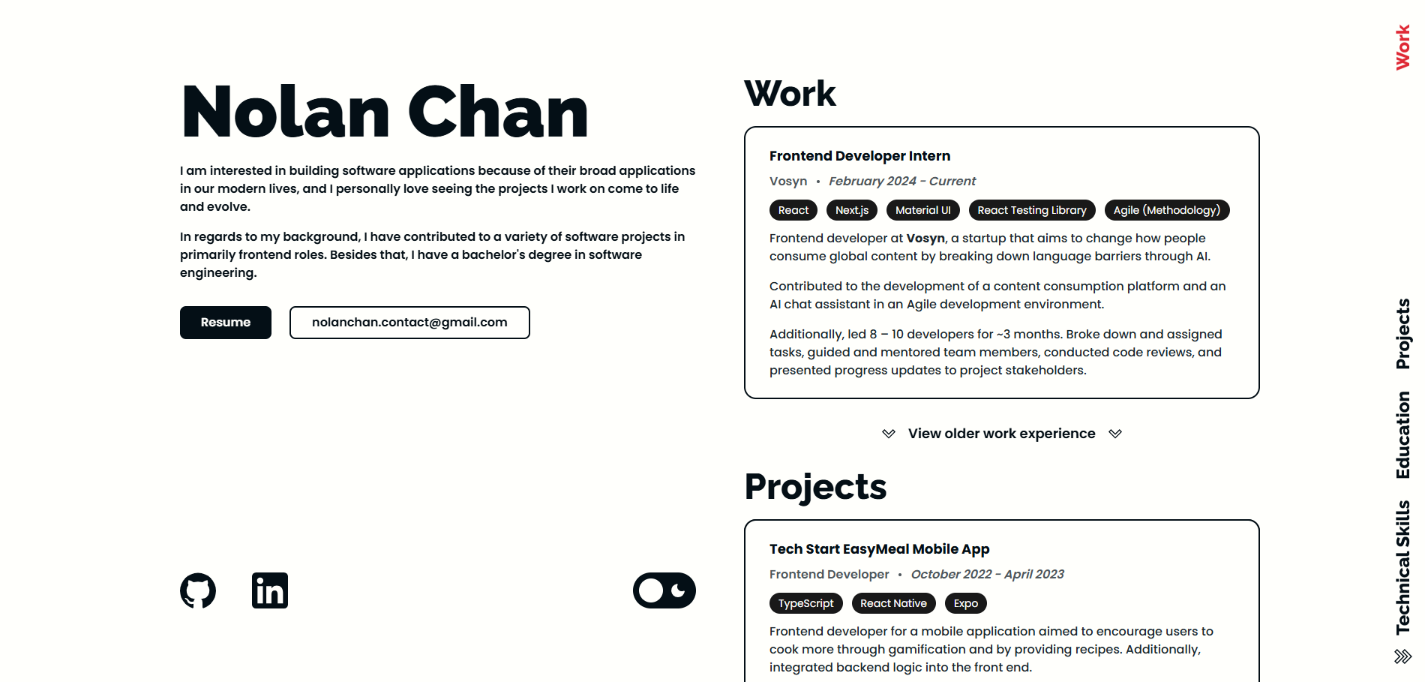 Nolan Chan
I am interested in building software applications because of their broad applications
in our modern lives, and I personally love seeing the projects I work on come to life
and evolve.
In regards to my background, I have contributed to a variety of software projects in
primarily frontend roles. Besides that, I have a bachelor's degree in software
engineering.
Resume
nolanchan.contact@gmail.com
in
Work
Frontend Developer Intern
Vosyn • February 2024 - Current
React Next.js Material UI React Testing Library Agile (Methodology)
Frontend developer at Vosyn, a startup that aims to change how people
consume global content by breaking down language barriers through AI.
Contributed to the development of a content consumption platform and an
AI chat assistant in an Agile development environment.
Additionally, led 8 – 10 developers for ~3 months. Broke down and assigned
tasks, guided and mentored team members, conducted code reviews, and
presented progress updates to project stakeholders.
View older work experience
Projects
Tech Start EasyMeal Mobile App
Frontend Developer • October 2022 - April 2023
TypeScript React Native Expo
Frontend developer for a mobile application aimed to encourage users to
cook more through gamification and by providing recipes. Additionally,
integrated backend logic into the front end.
Work
Projects
Education
Technical Skills